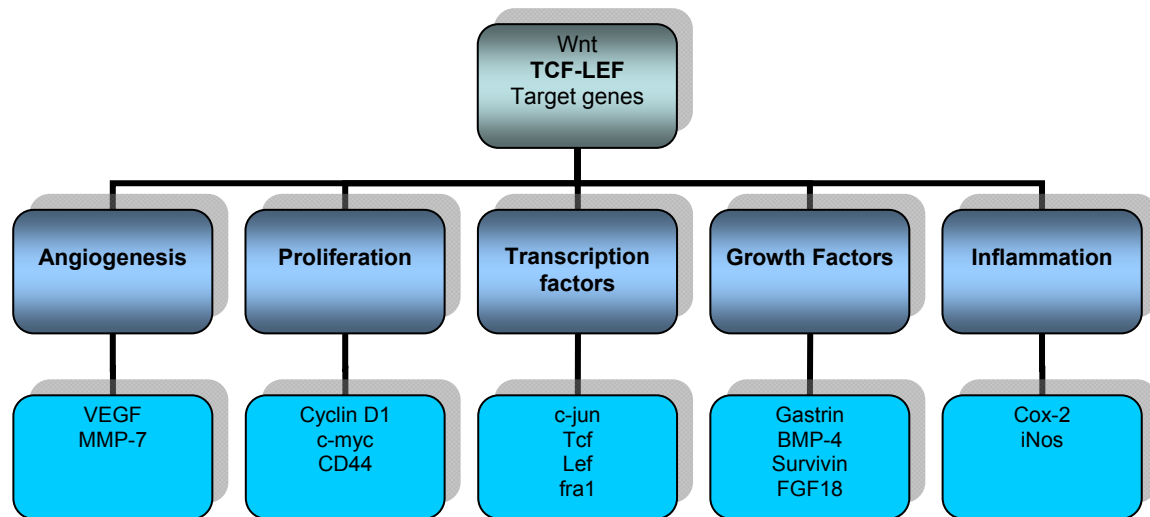 Wnt
TCF-LEF
Target genes
Angiogenesis
Proliferation
Transcription
factors
Growth Factors
Inflammation
VEGF
MMP-7
Cyclin D1
c-myc
CD44
c-jun
Tcf
Lef
fra1
Gastrin
BMP-4
Survivin
FGF18
Cox-2
iNos